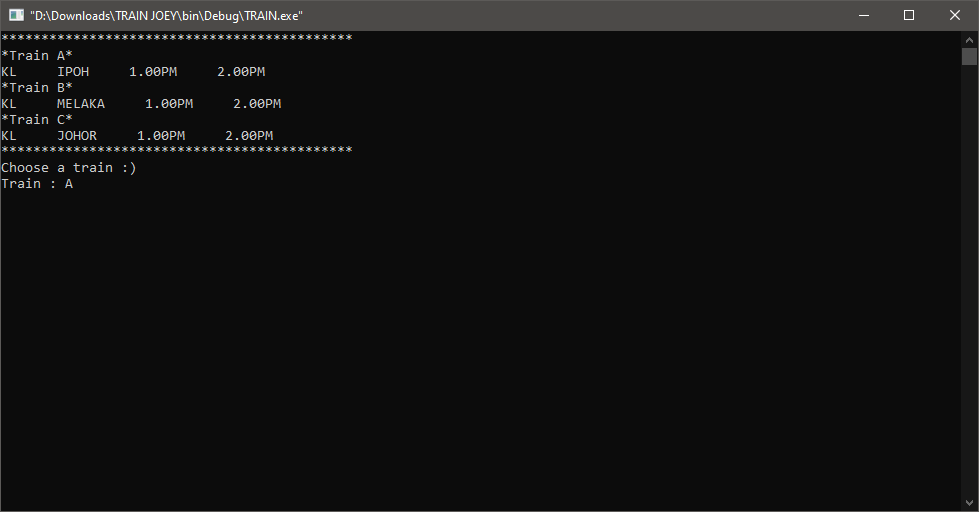 "D:\Downloads\TRAIN JOEY\bin\Debug\TRAIN.exe"
********************************************
*Train A*
KL     IPOH     1.00PM     2.00PM
*Train B*
KL     MELAKA     1.00PM     2.00PM
*Train C*
KL     JOHOR     1.00PM     2.00PM
********************************************
Choose a train :)
Train : A